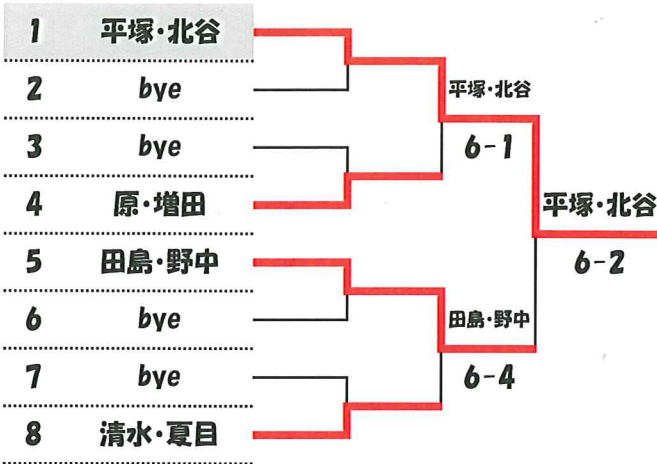 1 平塚・北谷
2 bye
3 bye
4 原・増田
5 田島・野中
6 bye
7 bye
8 清水・夏目
平塚・北谷
6-1
田島・野中
6-4
平塚・北谷
6-2